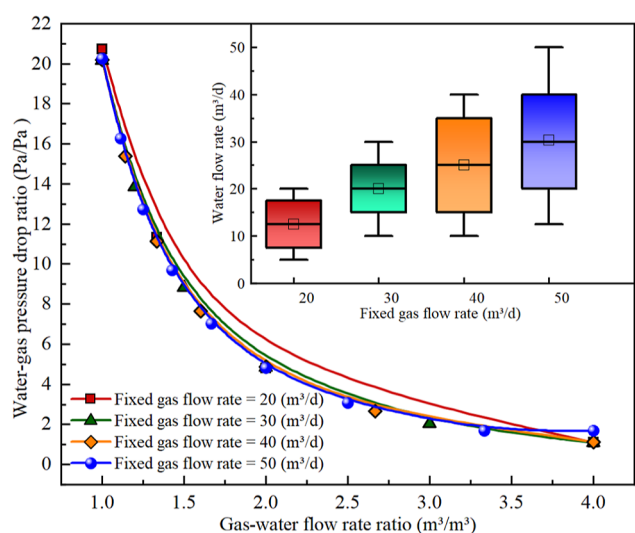 22
20
18
16
14
12
10
8
6
4
2
0
Water-gas pressure drop ratio (Pa/Pa)
50
40
30
20
10
0
Water flow rate (m³/d)
20 30 40 50
Fixed gas flow rate (m³/d)
Fixed gas flow rate = 20 (m³/d)
Fixed gas flow rate = 30 (m³/d)
Fixed gas flow rate = 40 (m³/d)
Fixed gas flow rate = 50 (m³/d)
1.0 1.5 2.0 2.5 3.0 3.5 4.0
Gas-water flow rate ratio (m³/m³)